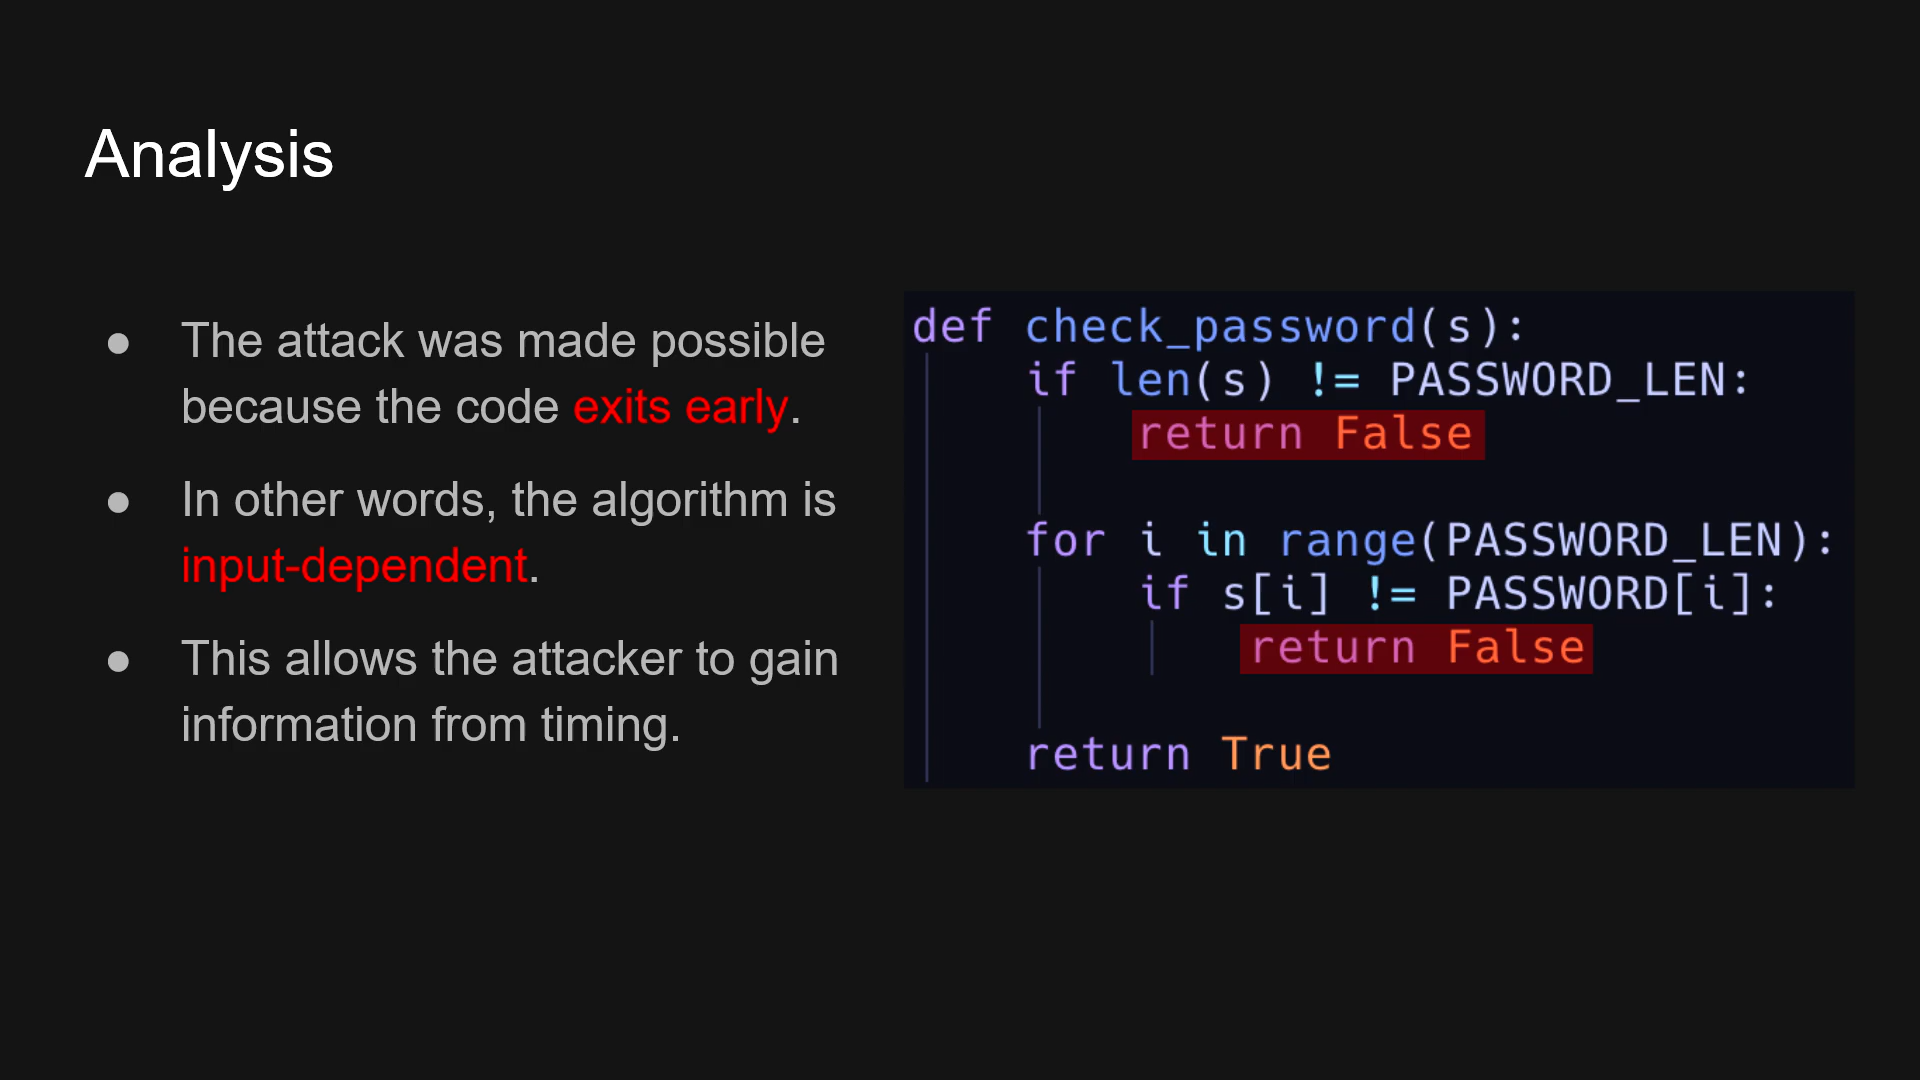 Analysis
● The attack was made possible
because the code exits early.
● In other words, the algorithm is
input-dependent.
● This allows the attacker to gain
information from timing.
def check_password(s):
    if len(s) != PASSWORD_LEN:
        return False
    for i in range(PASSWORD_LEN):
        if s[i] != PASSWORD[i]:
            return False
    return True